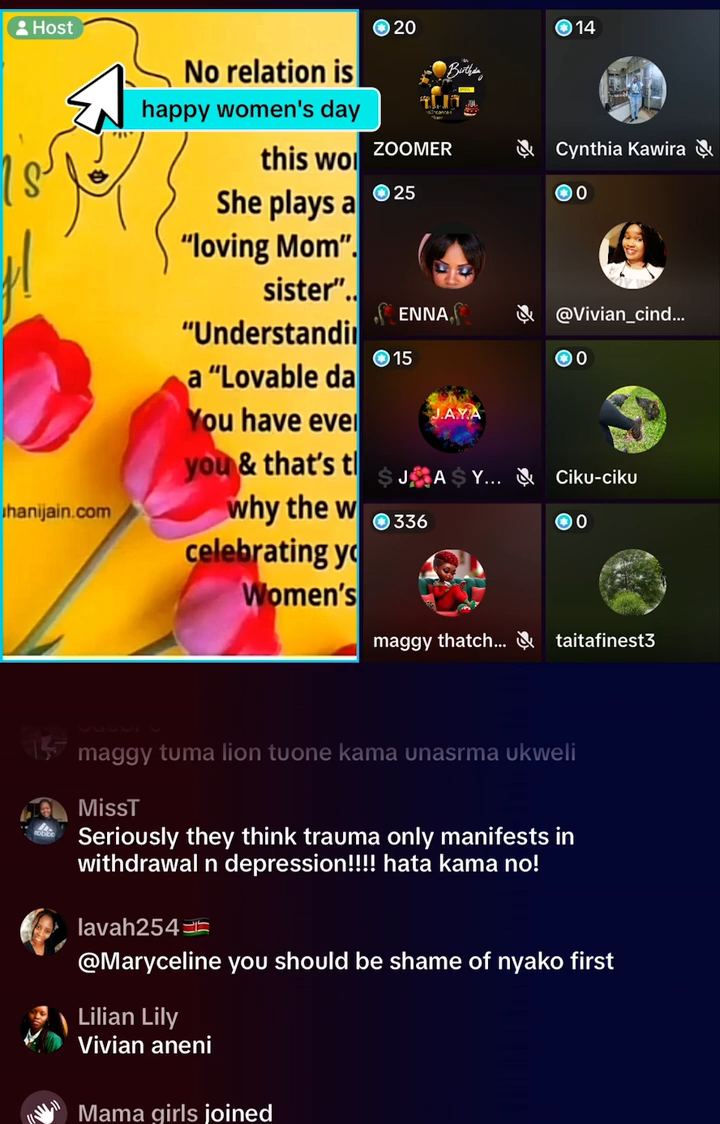 Host
No relation is
happy women's day
's
this wor
She plays a
“loving Mom”.
sister”..
y!
“Understandin
a “Lovable da
You have ever
you & that’s th
uhanijain.com
why the w
celebrating yo
Women’s
20
Birthday
ZOOMER
14
Cynthia Kawira
25
🥀ENNA🥀
0
@Vivian_cind...
15
J.A.Y.A
💲J🌺A💲Y...
0
Ciku-ciku
336
maggy thatch...
0
taitafinest3
maggy tuma lion tuone kama unasrma ukweli
MissT
Seriously they think trauma only manifests in
withdrawal n depression!!!! hata kama no!
lavah254🇰🇪
@Maryceline you should be shame of nyako first
Lilian Lily
Vivian aneni
Mama girls joined